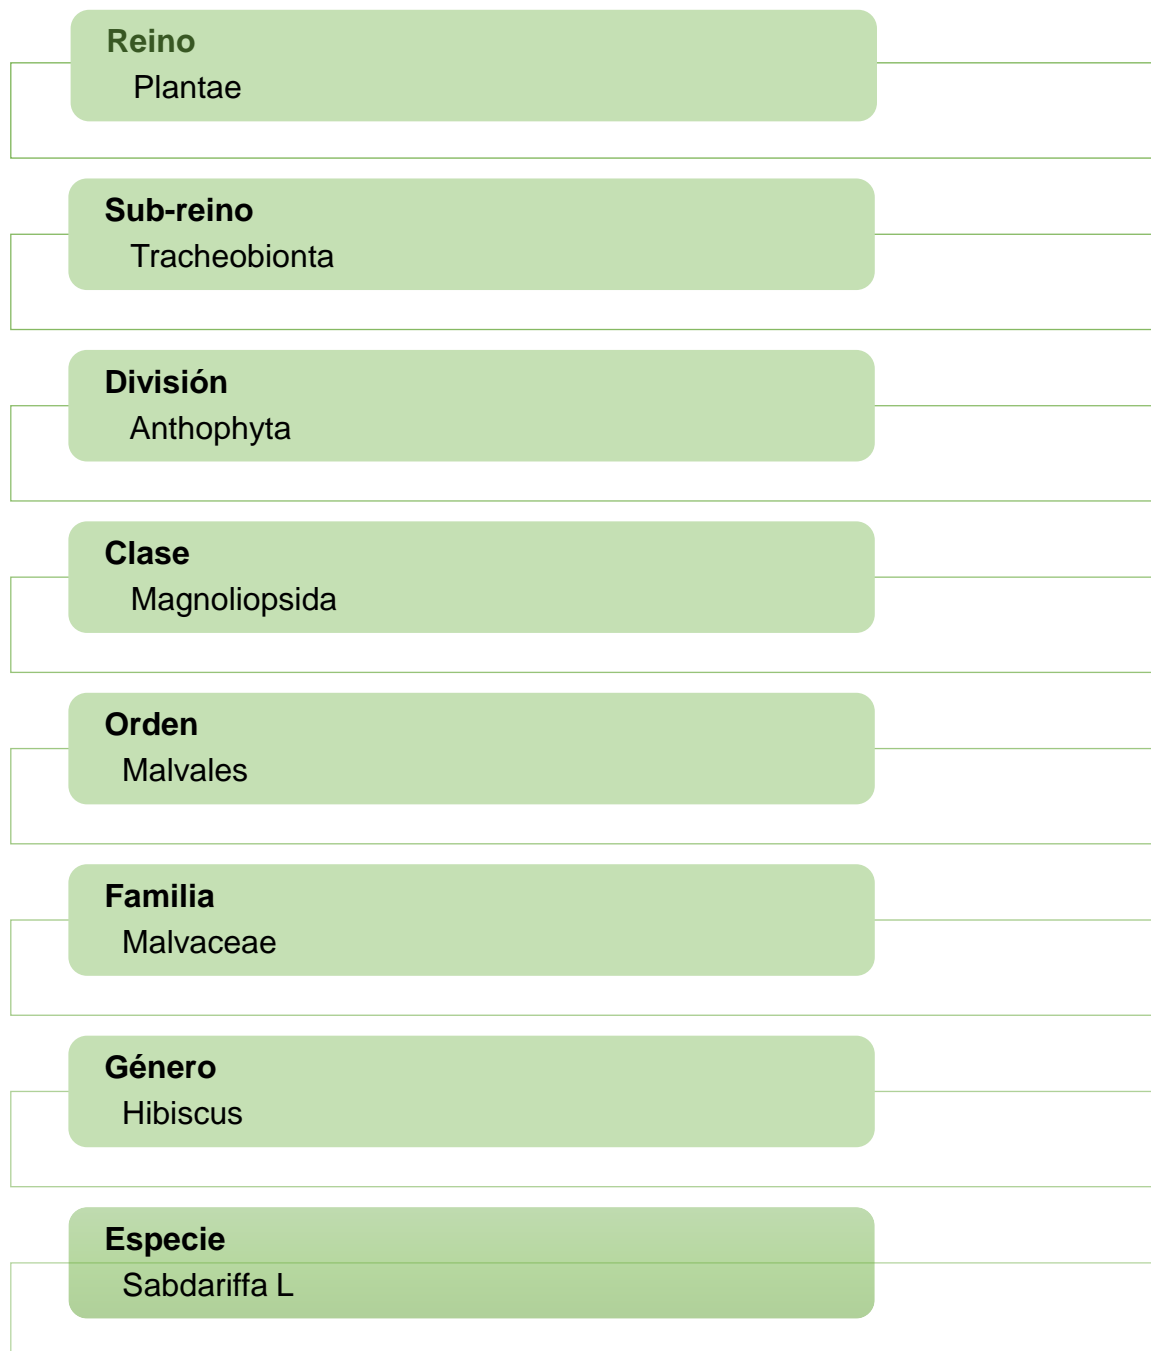 Reino
Plantae
Sub-reino
Tracheobionta
División
Anthophyta
Clase
Magnoliopsida
Orden
Malvales
Familia
Malvaceae
Género
Hibiscus
Especie
Sabdariffa L